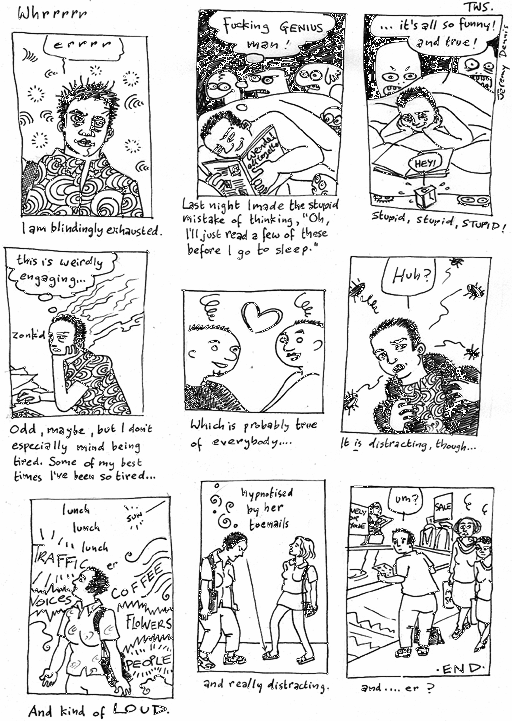 Whrrrrr
TWS.
errrr
I am blindingly exhausted.
Fucking GENIUS
man!
Wendel
all together
Last night I made the stupid
mistake of thinking, "Oh,
I'll just read a few of these
before I go to sleep."
... it's all so funny!
and true!
HEY!
Jeremy Dennis
Stupid, stupid, STUPID!
this is weirdly
engaging...
zonk'd
Odd, maybe, but I don't
especially mind being
tired. Some of my best
times I've been so tired...
Which is probably true
of everybody....
Huh?
It is distracting, though...
lunch
lunch
lunch
SUN
TRAFFIC
er
VOICES
COFFEE
FLOWERS
PEOPLE
And kind of LOUD...
hypnotised
by her
toenails
and really distracting.
um?
SALE
·END·
and.... er?